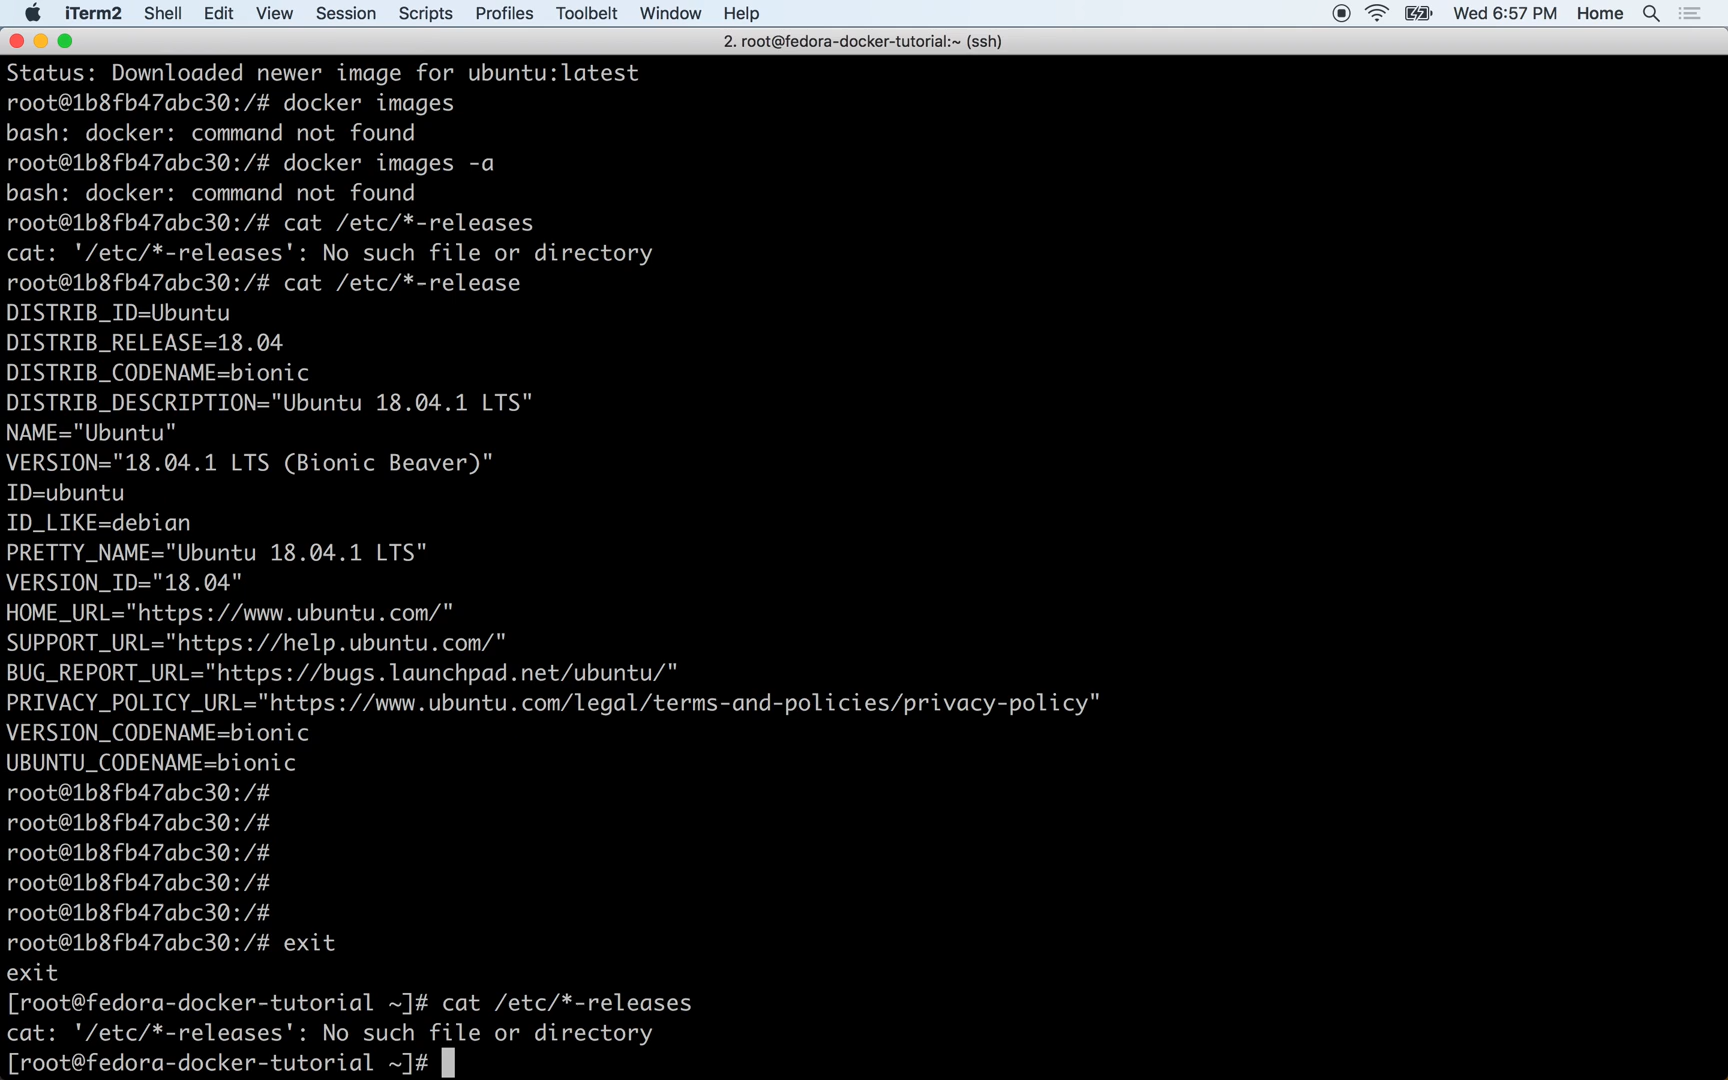 iTerm2 Shell Edit View Session Scripts Profiles Toolbelt Window Help Wed 6:57 PM Home
2. root@fedora-docker-tutorial:~ (ssh)
Status: Downloaded newer image for ubuntu:latest
root@1b8fb47abc30:/# docker images
bash: docker: command not found
root@1b8fb47abc30:/# docker images -a
bash: docker: command not found
root@1b8fb47abc30:/# cat /etc/*-releases
cat: '/etc/*-releases': No such file or directory
root@1b8fb47abc30:/# cat /etc/*-release
DISTRIB_ID=Ubuntu
DISTRIB_RELEASE=18.04
DISTRIB_CODENAME=bionic
DISTRIB_DESCRIPTION="Ubuntu 18.04.1 LTS"
NAME="Ubuntu"
VERSION="18.04.1 LTS (Bionic Beaver)"
ID=ubuntu
ID_LIKE=debian
PRETTY_NAME="Ubuntu 18.04.1 LTS"
VERSION_ID="18.04"
HOME_URL="https://www.ubuntu.com/"
SUPPORT_URL="https://help.ubuntu.com/"
BUG_REPORT_URL="https://bugs.launchpad.net/ubuntu/"
PRIVACY_POLICY_URL="https://www.ubuntu.com/legal/terms-and-policies/privacy-policy"
VERSION_CODENAME=bionic
UBUNTU_CODENAME=bionic
root@1b8fb47abc30:/#
root@1b8fb47abc30:/#
root@1b8fb47abc30:/#
root@1b8fb47abc30:/#
root@1b8fb47abc30:/#
root@1b8fb47abc30:/# exit
exit
[root@fedora-docker-tutorial ~]# cat /etc/*-releases
cat: '/etc/*-releases': No such file or directory
[root@fedora-docker-tutorial ~]#